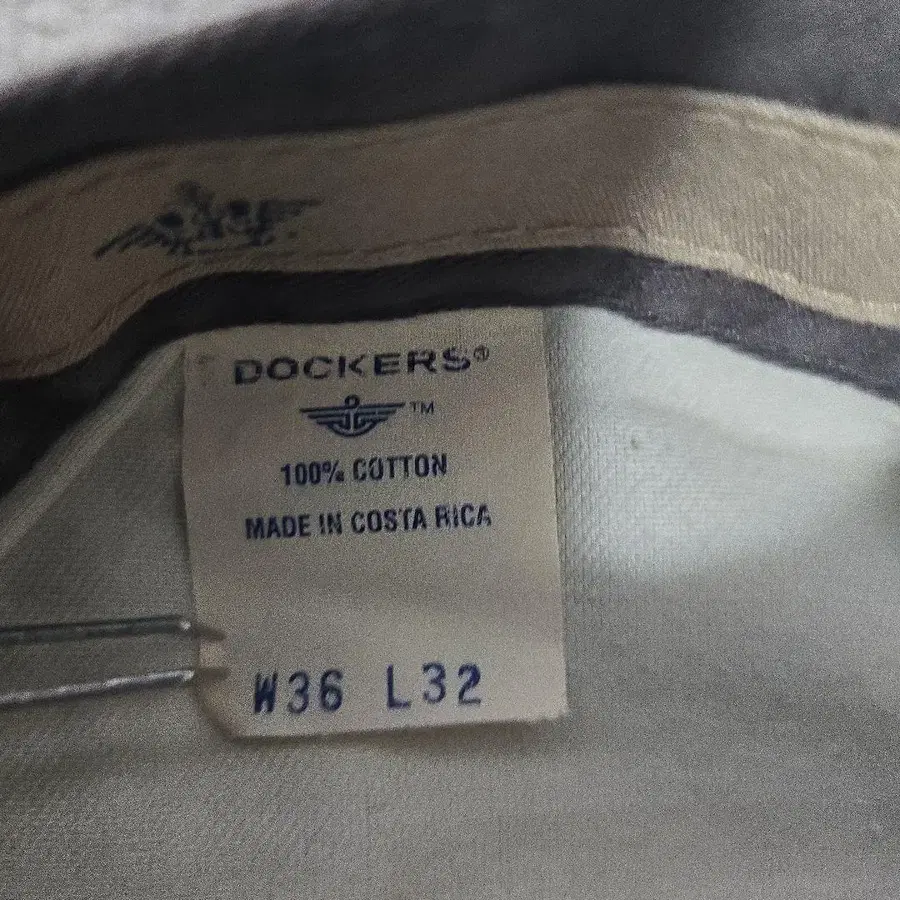 DOCKERS®
™
100% COTTON
MADE IN COSTA RICA
W36 L32